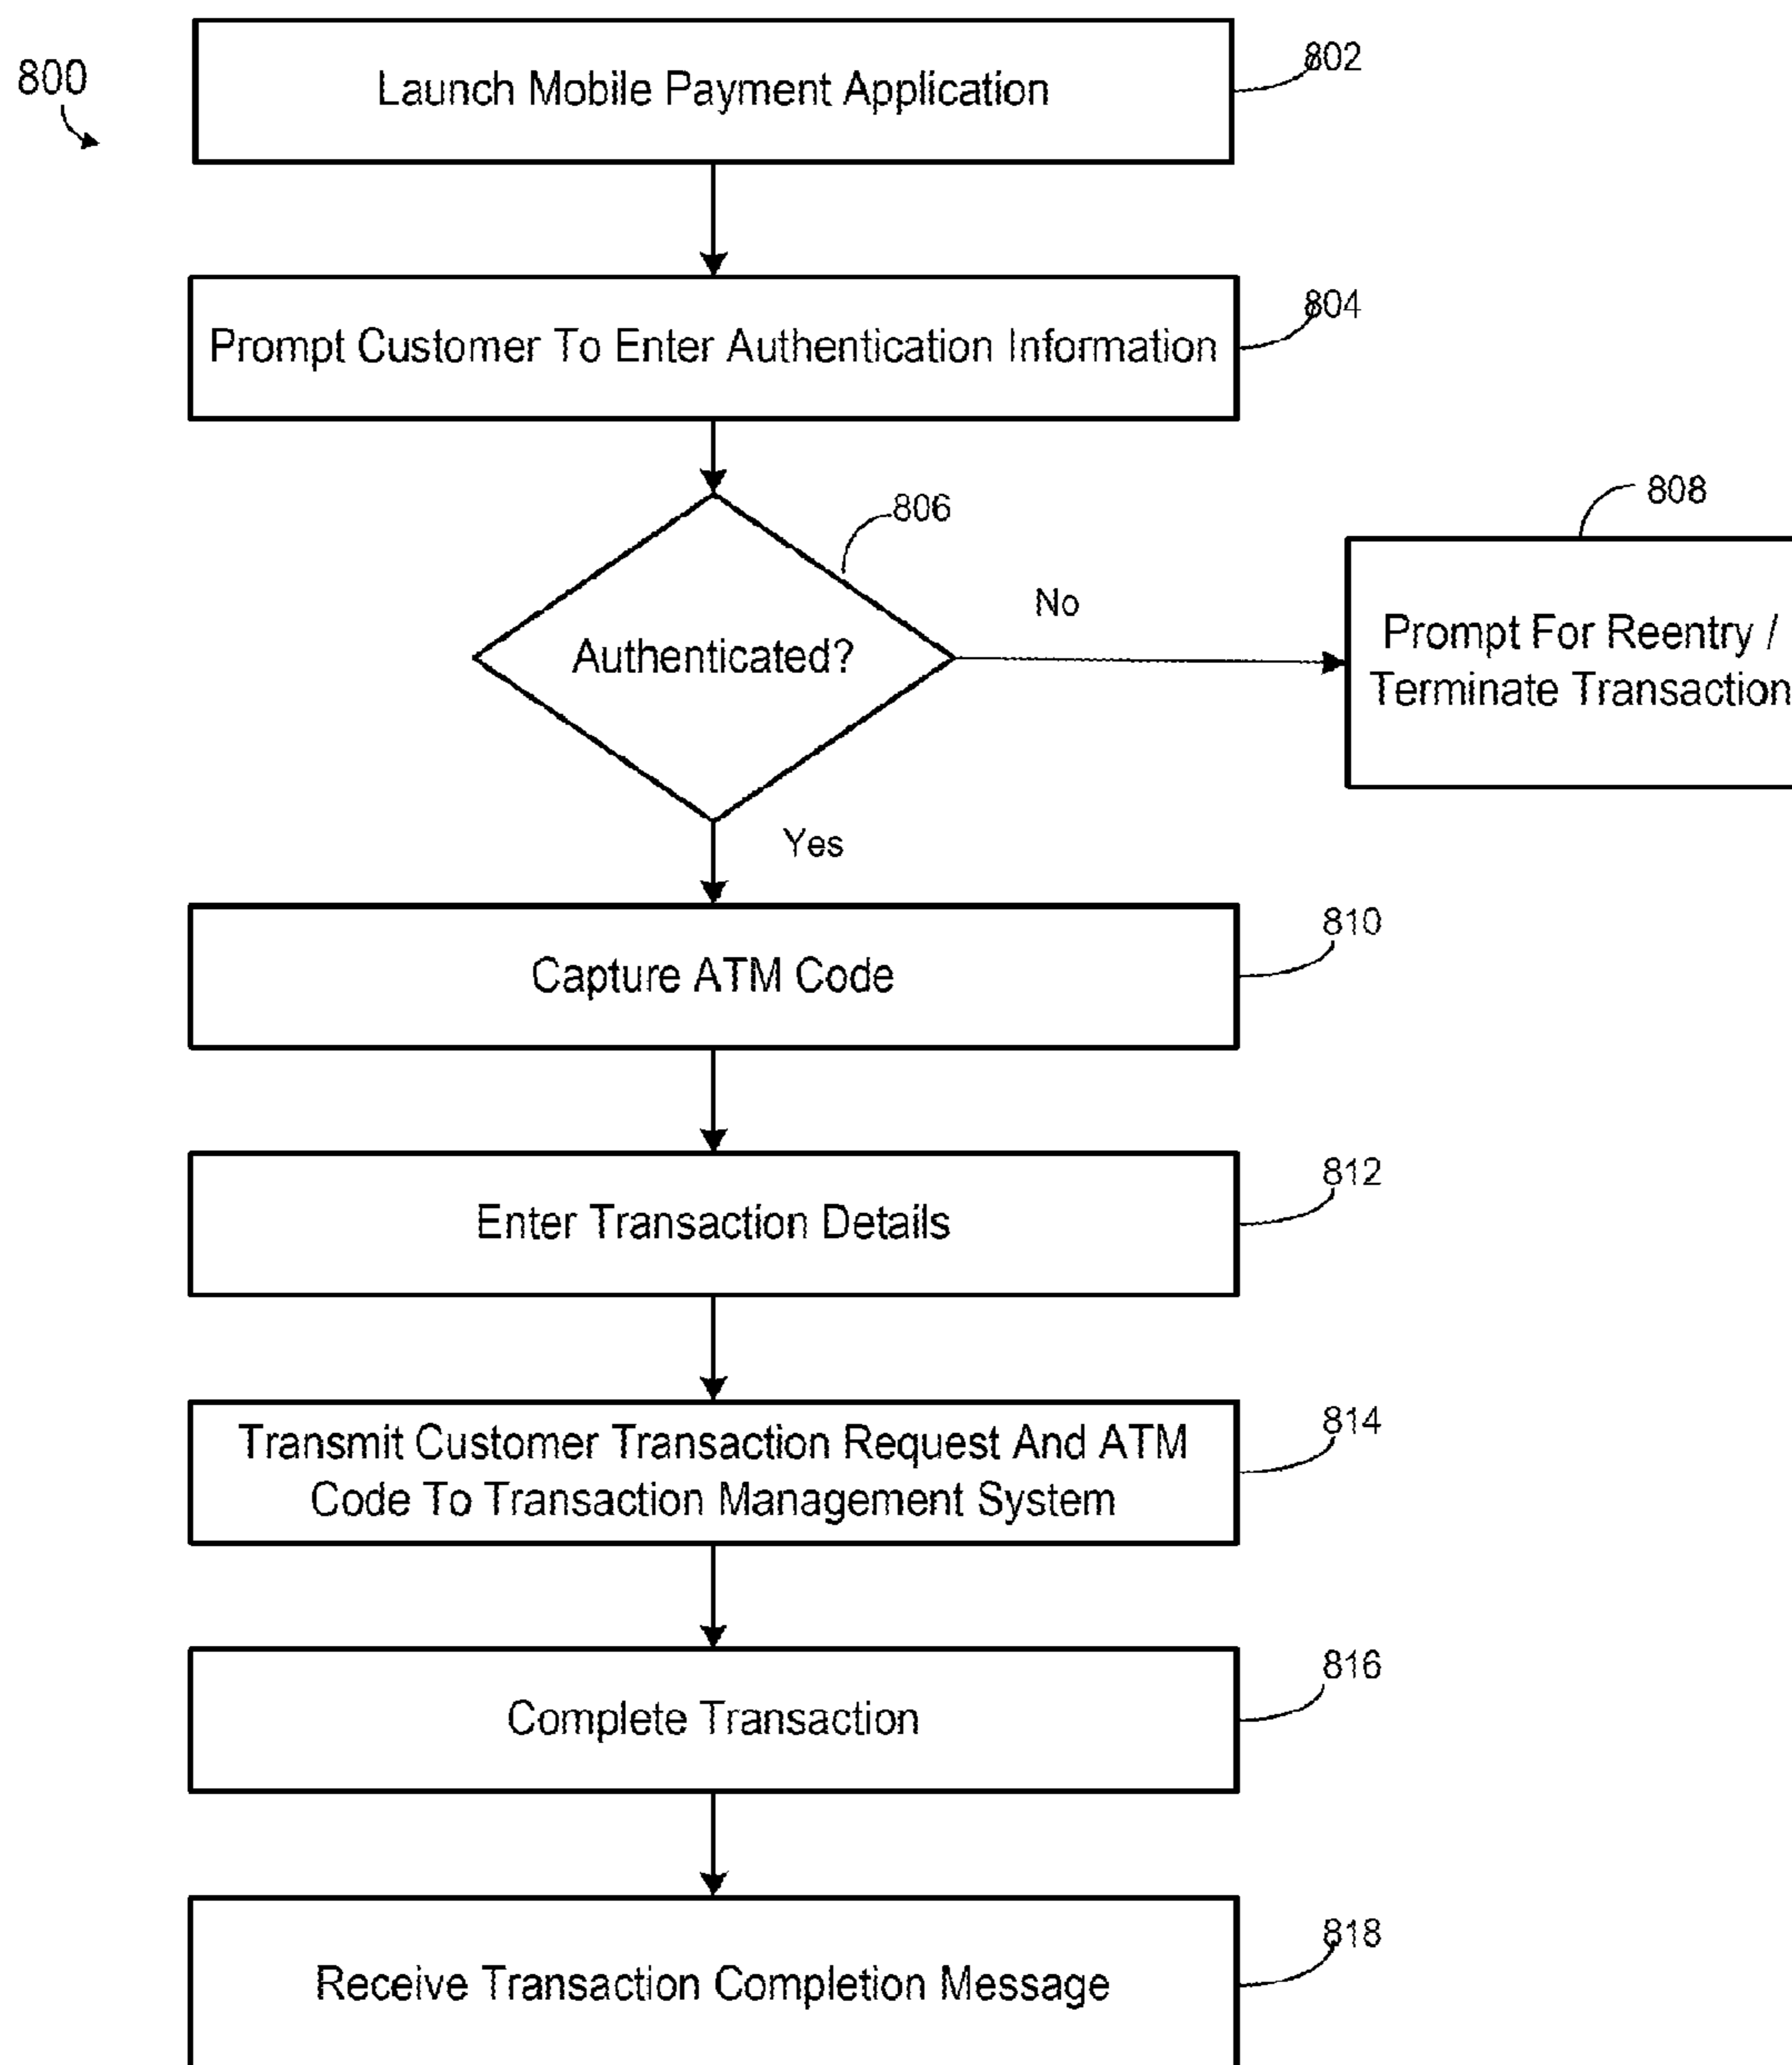 800
Launch Mobile Payment Application
802
Prompt Customer To Enter Authentication Information
804
Authenticated?
806
No
808
Prompt For Reentry /
Terminate Transaction
Yes
Capture ATM Code
810
Enter Transaction Details
812
Transmit Customer Transaction Request And ATM
Code To Transaction Management System
814
Complete Transaction
816
Receive Transaction Completion Message
818